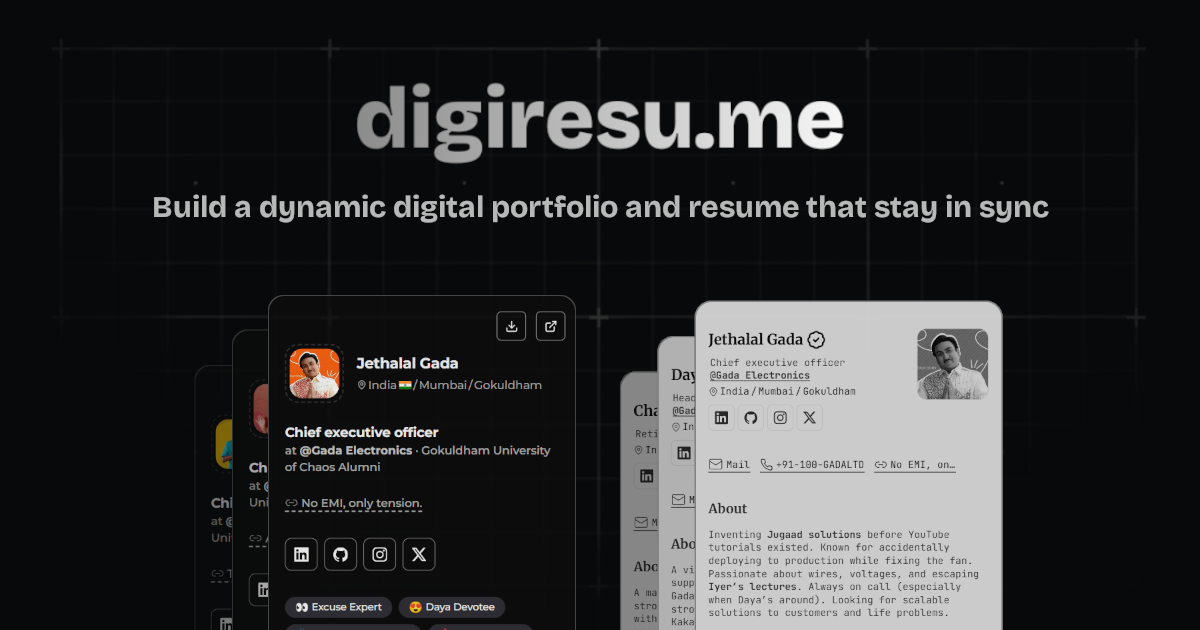 digiresu.me
Build a dynamic digital portfolio and resume that stay in sync
Jethalal Gada
India 🇮🇳 / Mumbai / Gokuldham
Chief executive officer
at @Gada Electronics · Gokuldham University
of Chaos Alumni
No EMI, only tension.
👀 Excuse Expert
😍 Daya Devotee
Ch
at @
Uni
Chi
at @
Uni
Jethalal Gada
Chief executive officer
@Gada Electronics
India / Mumbai / Gokuldham
Mail
+91-100-GADALTD
No EMI, on…
About
Inventing Jugaad solutions before YouTube
tutorials existed. Known for accidentally
deploying to production while fixing the fan.
Passionate about wires, voltages, and escaping
Iyer's lectures. Always on call (especially
when Daya's around). Looking for scalable
solutions to customers and life problems.
Day
Head
@Gad
In
M
Abo
A vi
supp
Gada
stro
Kaka
Cha
Reti
In
M
Abo
A ma
stro
with